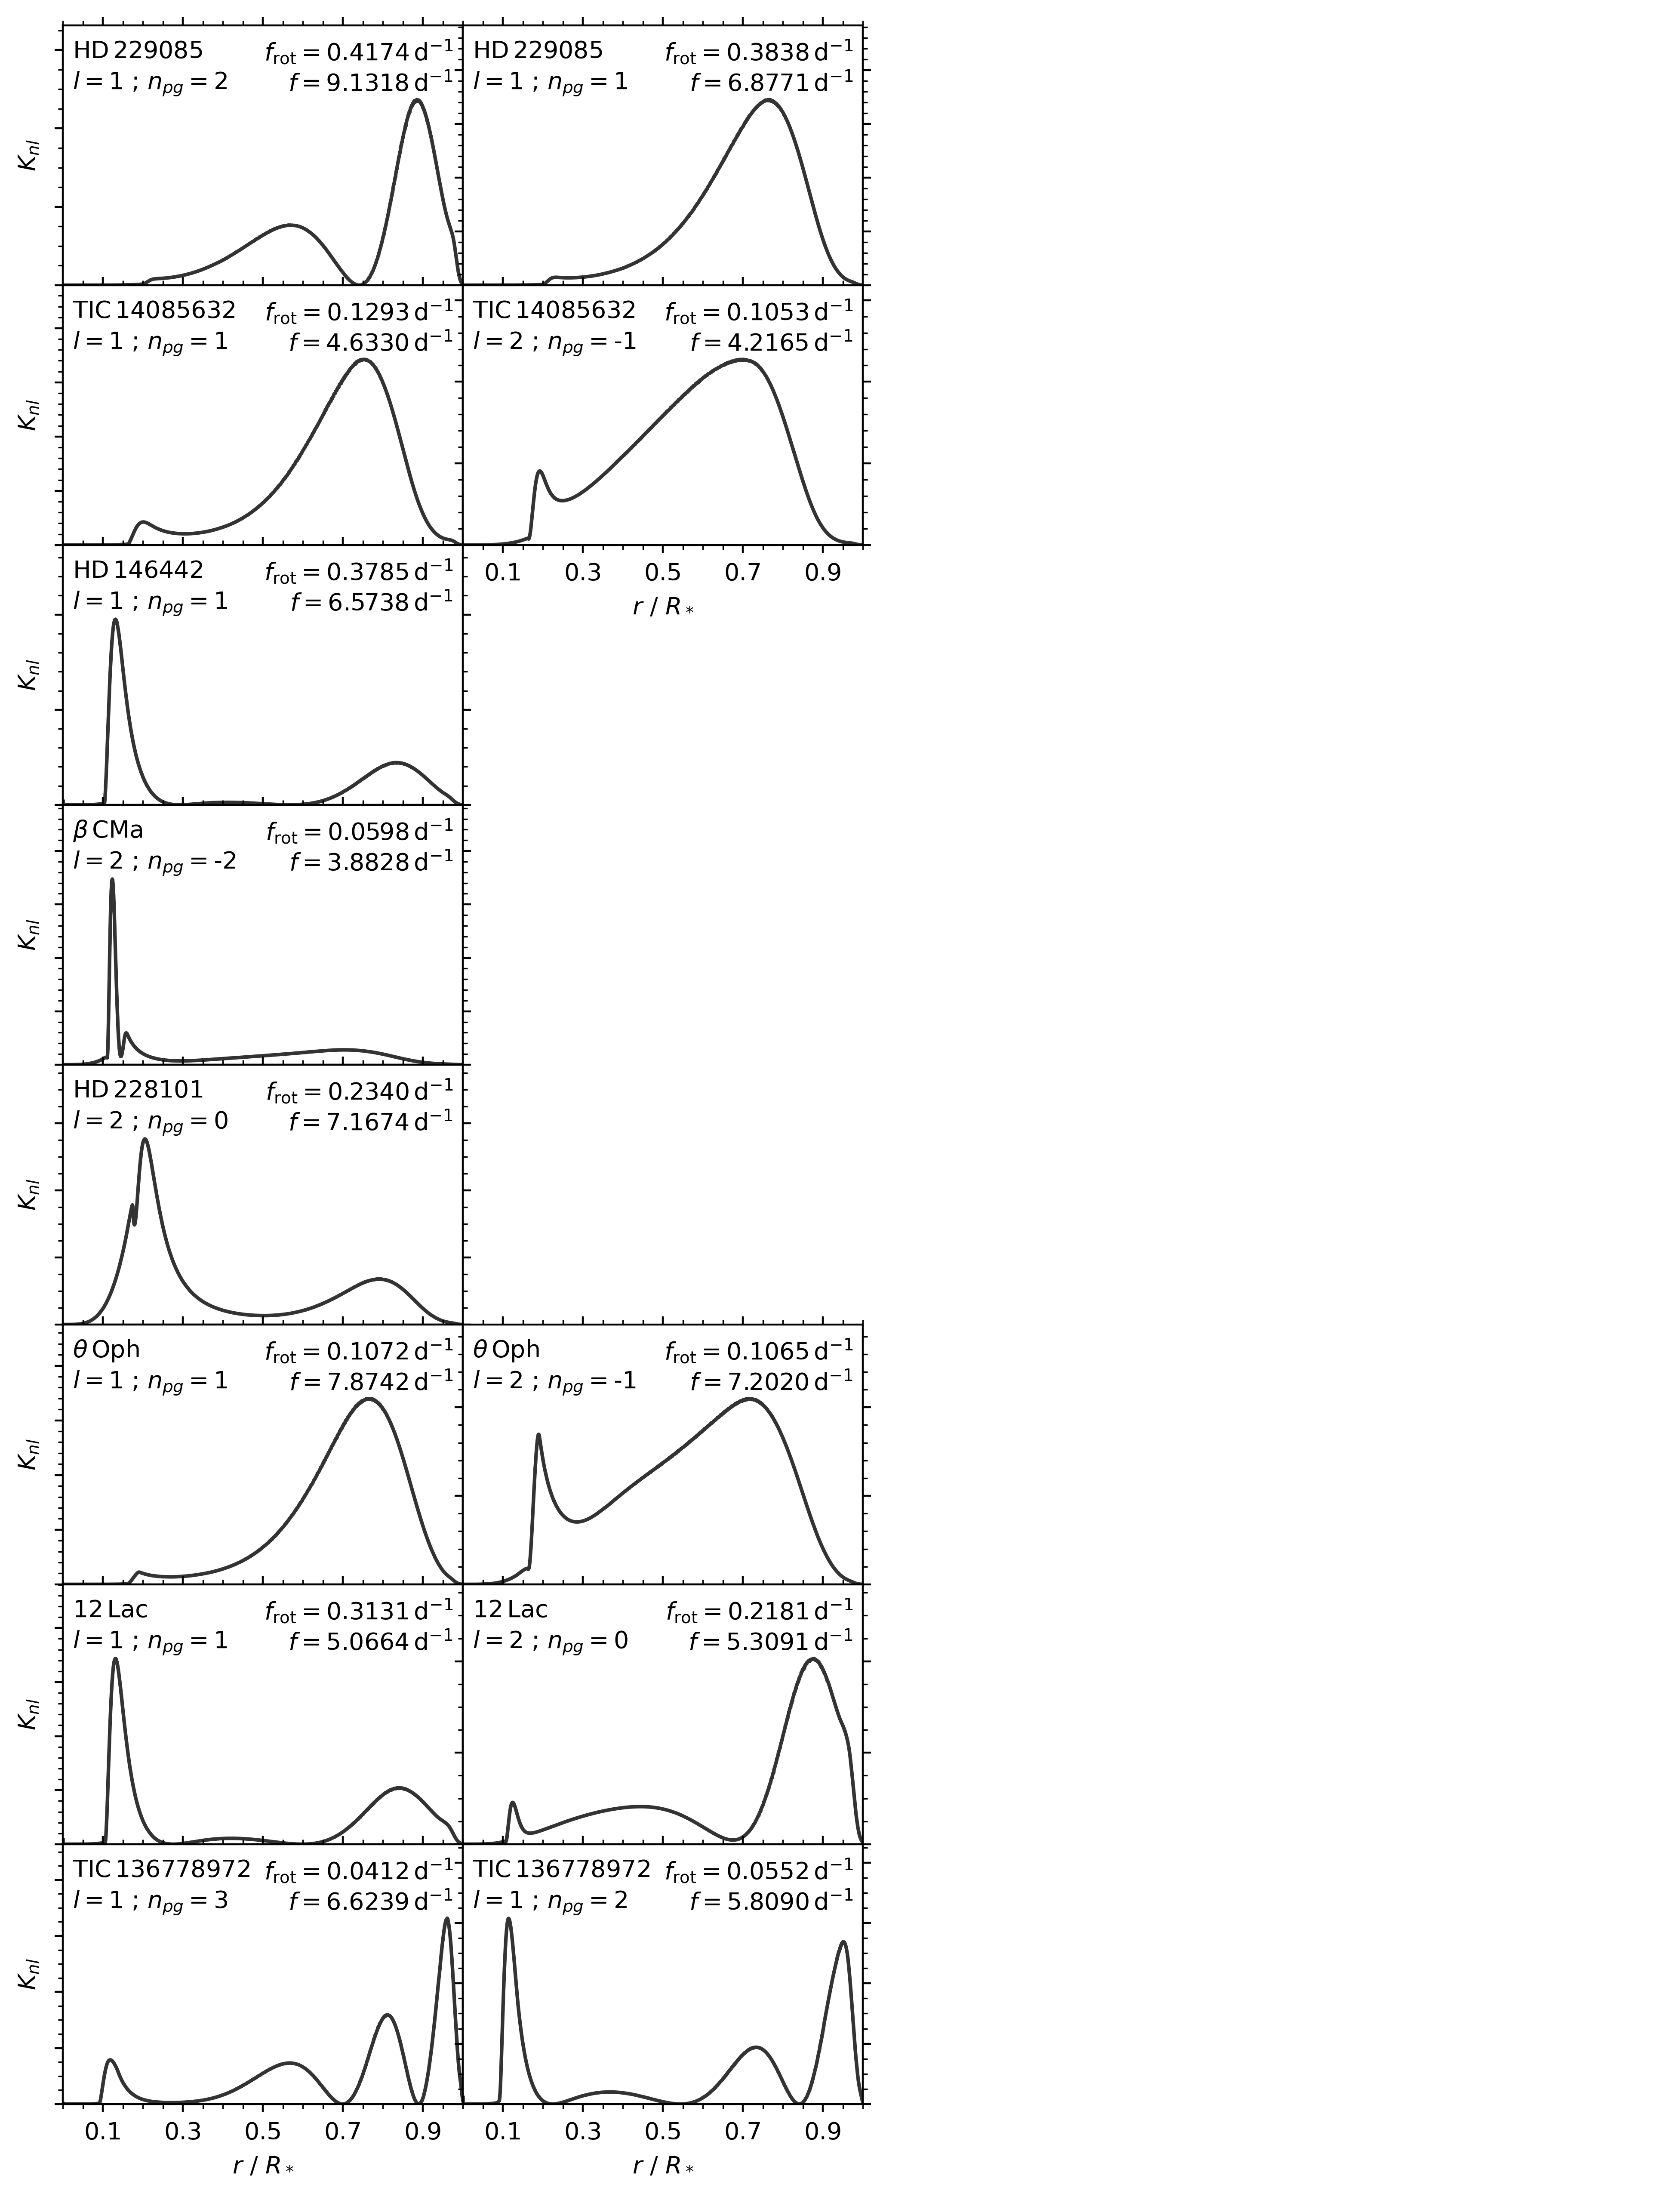 HD 229085 f_rot = 0.4174 d⁻¹
l = 1 ; n_pg = 2 f = 9.1318 d⁻¹
HD 229085 f_rot = 0.3838 d⁻¹
l = 1 ; n_pg = 1 f = 6.8771 d⁻¹
K_nl
TIC 14085632 f_rot = 0.1293 d⁻¹
l = 1 ; n_pg = 1 f = 4.6330 d⁻¹
TIC 14085632 f_rot = 0.1053 d⁻¹
l = 2 ; n_pg = -1 f = 4.2165 d⁻¹
K_nl
0.1 0.3 0.5 0.7 0.9
r / R*
HD 146442 f_rot = 0.3785 d⁻¹
l = 1 ; n_pg = 1 f = 6.5738 d⁻¹
K_nl
β CMa f_rot = 0.0598 d⁻¹
l = 2 ; n_pg = -2 f = 3.8828 d⁻¹
K_nl
HD 228101 f_rot = 0.2340 d⁻¹
l = 2 ; n_pg = 0 f = 7.1674 d⁻¹
K_nl
θ Oph f_rot = 0.1072 d⁻¹
l = 1 ; n_pg = 1 f = 7.8742 d⁻¹
θ Oph f_rot = 0.1065 d⁻¹
l = 2 ; n_pg = -1 f = 7.2020 d⁻¹
K_nl
12 Lac f_rot = 0.3131 d⁻¹
l = 1 ; n_pg = 1 f = 5.0664 d⁻¹
12 Lac f_rot = 0.2181 d⁻¹
l = 2 ; n_pg = 0 f = 5.3091 d⁻¹
K_nl
TIC 136778972 f_rot = 0.0412 d⁻¹
l = 1 ; n_pg = 3 f = 6.6239 d⁻¹
TIC 136778972 f_rot = 0.0552 d⁻¹
l = 1 ; n_pg = 2 f = 5.8090 d⁻¹
K_nl
0.1 0.3 0.5 0.7 0.9
r / R*
0.1 0.3 0.5 0.7 0.9
r / R*